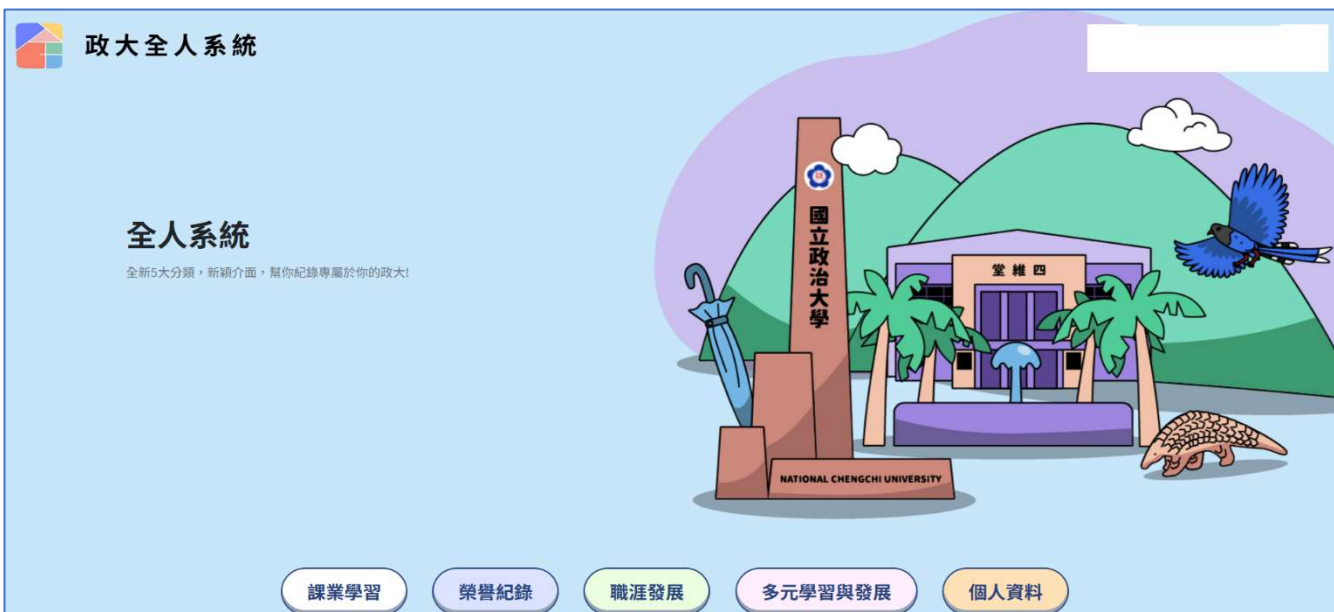 政大全人系統
全人系統
全新5大分類，新穎介面，幫你紀錄專屬於你的政大!
國立政治大學
堂維四
NATIONAL CHENGCHI UNIVERSITY
課業學習
榮譽紀錄
職涯發展
多元學習與發展
個人資料